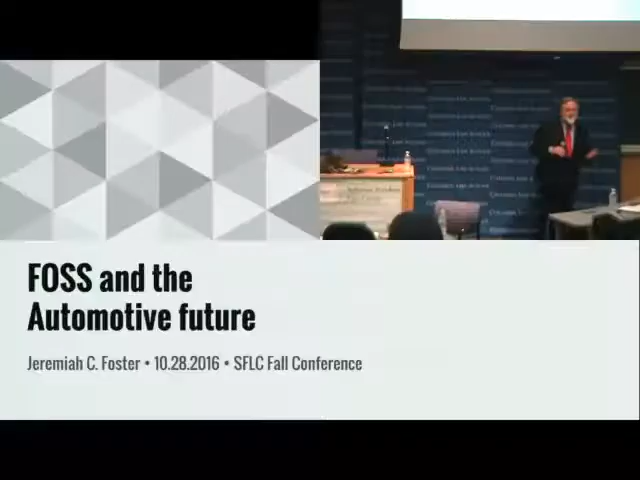 FOSS and the
Automotive future
Jeremiah C. Foster • 10.28.2016 • SFLC Fall Conference